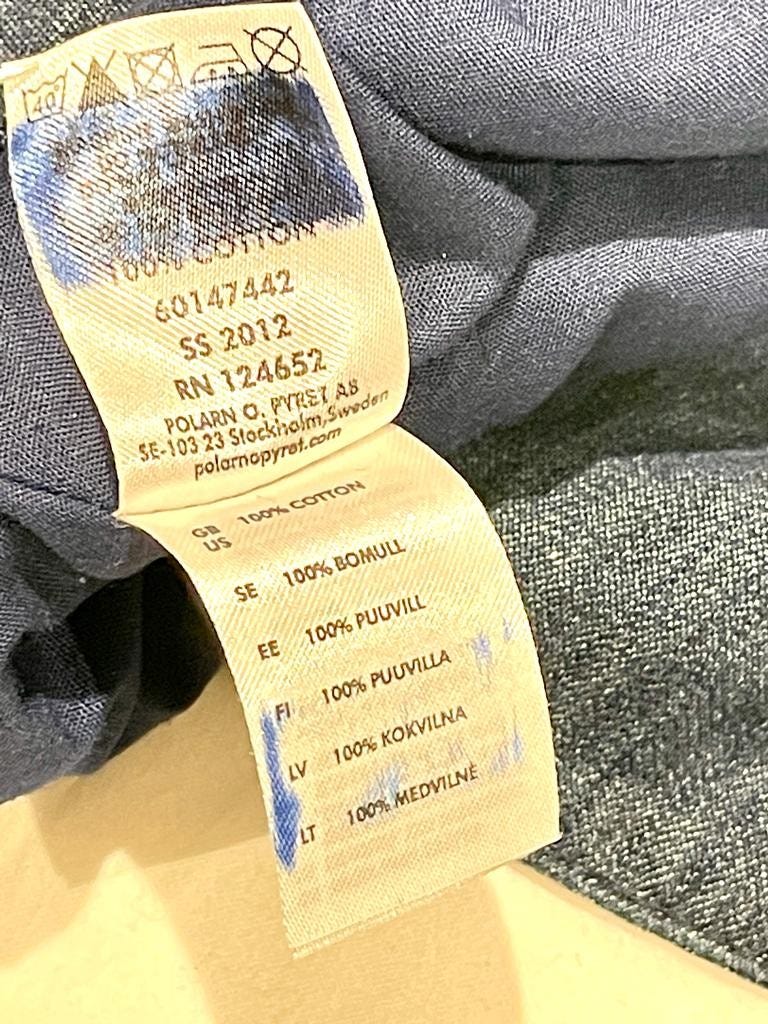 40
100% COTTON
60147442
SS 2012
RN 124652
POLARN O. PYRET AB
SE-103 23 Stockholm, Sweden
polarnopyret.com
GB
US 100% COTTON
SE 100% BOMULL
EE 100% PUUVILL
FI 100% PUUVILLA
LV 100% KOKVILNA
LT 100% MEDVILNĖ